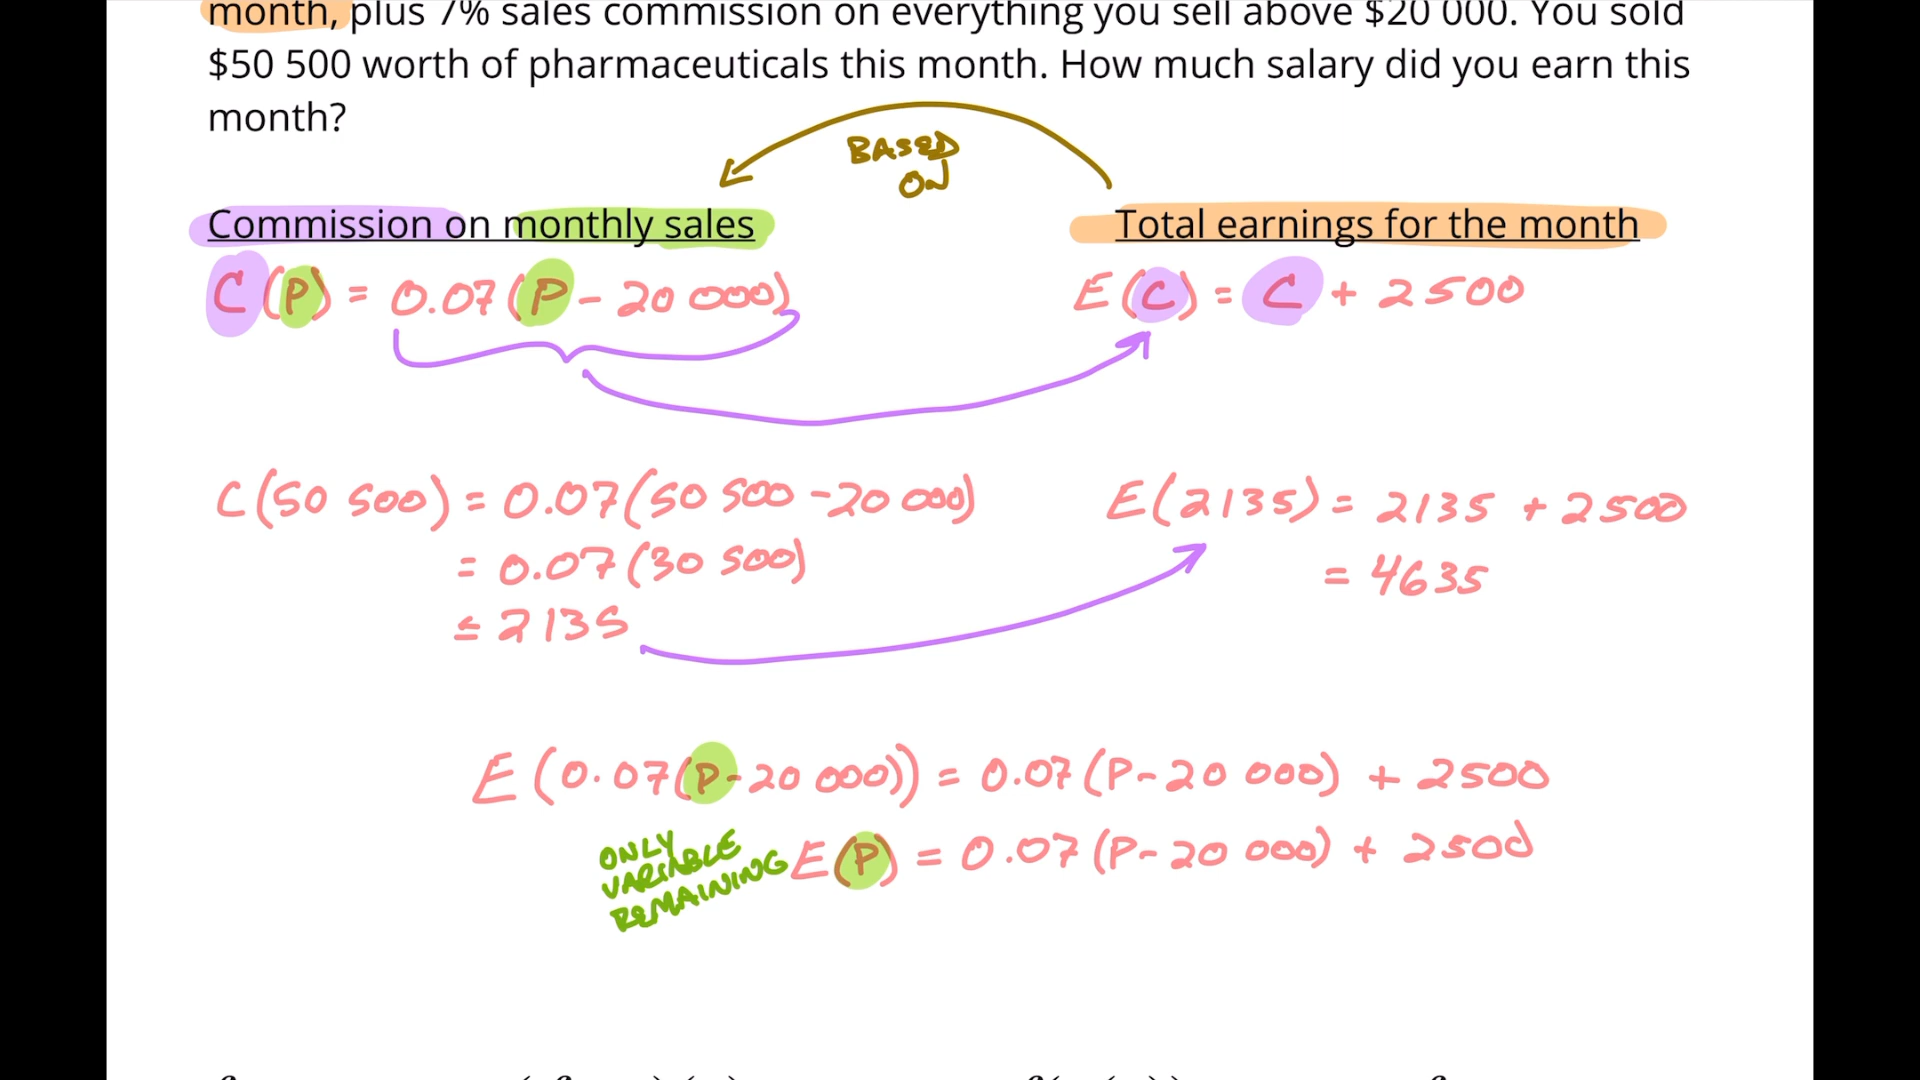 month, plus 7% sales commission on everything you sell above $20 000. You sold
$50 500 worth of pharmaceuticals this month. How much salary did you earn this
month?
BASED
ON
Commission on monthly sales
Total earnings for the month
C(P) = 0.07(P - 20 000)
E(C) = C + 2500
C(50 500) = 0.07(50 500 - 20 000)
= 0.07(30 500)
= 2135
E(2135) = 2135 + 2500
= 4635
E(0.07(P - 20 000)) = 0.07(P - 20 000) + 2500
ONLY
VARIABLE
REMAINING
E(P) = 0.07(P - 20 000) + 2500